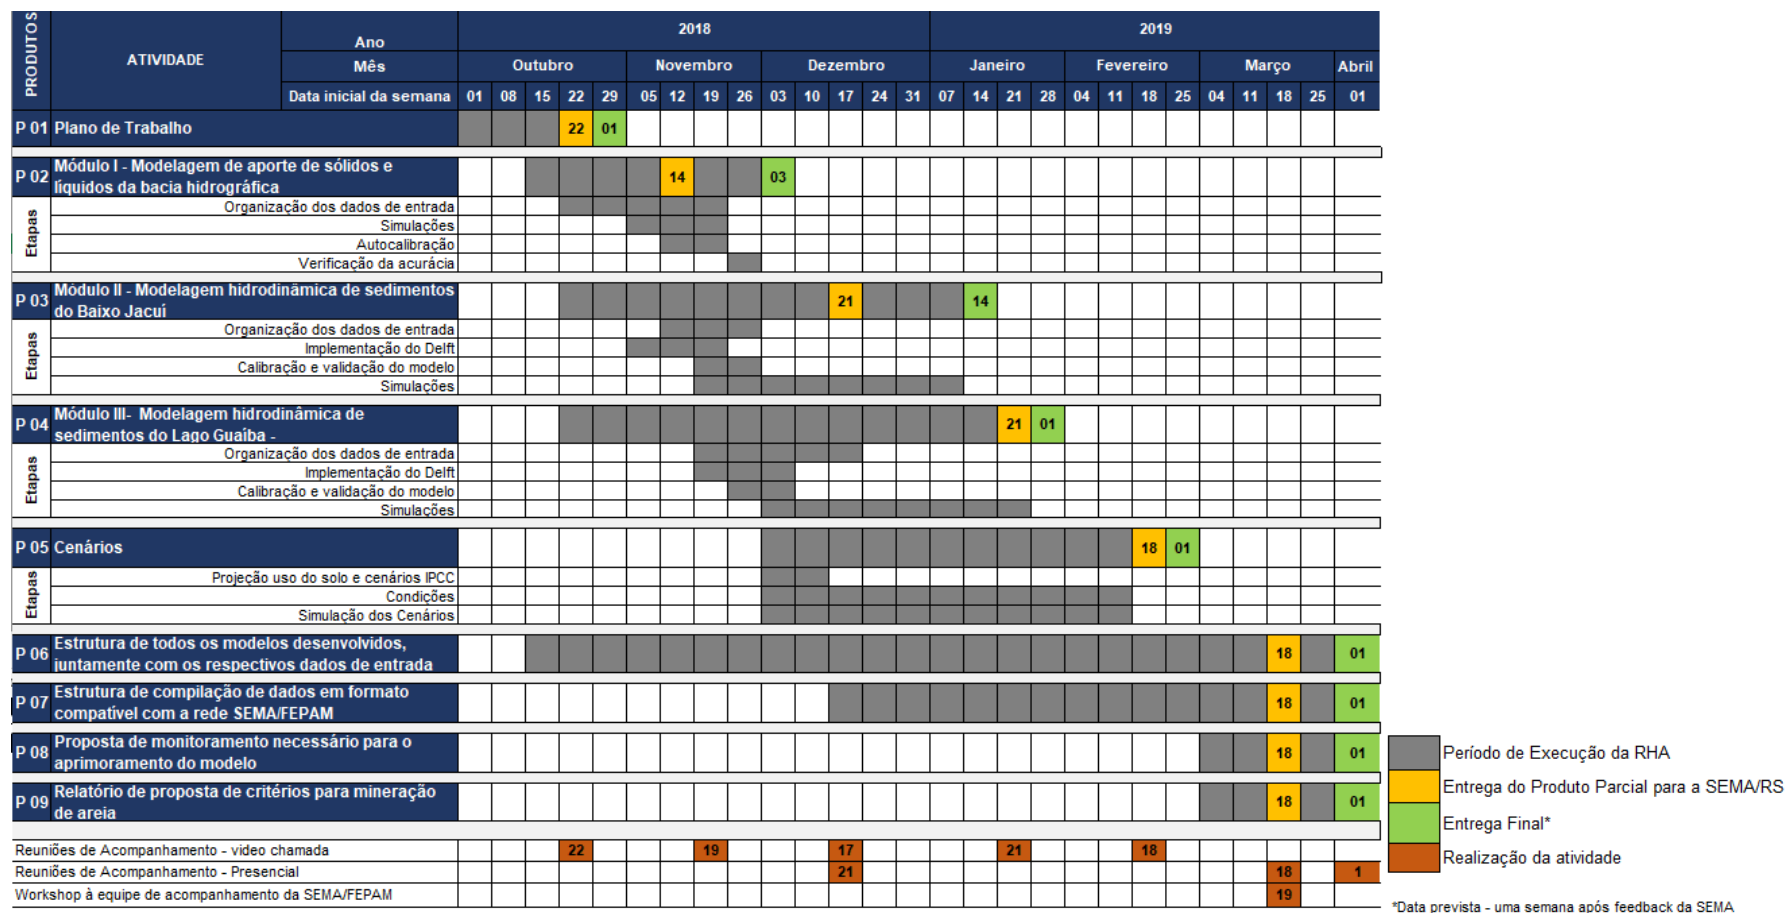 PRODUTOS
ATIVIDADE
Ano
2018
2019
Mês
Outubro
Novembro
Dezembro
Janeiro
Fevereiro
Março
Abril
Data inicial da semana 01 08 15 22 29 05 12 19 26 03 10 17 24 31 07 14 21 28 04 11 18 25 04 11 18 25 01
P 01 Plano de Trabalho 22 01
P 02 Módulo I - Modelagem de aporte de sólidos e
líquidos da bacia hidrográfica 14 03
Etapas
Organização dos dados de entrada
Simulações
Autocalibração
Verificação da acurácia
P 03 Módulo II - Modelagem hidrodinâmica de sedimentos
do Baixo Jacuí 21 14
Etapas
Organização dos dados de entrada
Implementação do Delft
Calibração e validação do modelo
Simulações
P 04 Módulo III- Modelagem hidrodinâmica de
sedimentos do Lago Guaíba - 21 01
Etapas
Organização dos dados de entrada
Implementação do Delft
Calibração e validação do modelo
Simulações
P 05 Cenários 18 01
Etapas
Projeção uso do solo e cenários IPCC
Condições
Simulação dos Cenários
P 06 Estrutura de todos os modelos desenvolvidos,
juntamente com os respectivos dados de entrada 18 01
P 07 Estrutura de compilação de dados em formato
compatível com a rede SEMA/FEPAM 18 01
P 08 Proposta de monitoramento necessário para o
aprimoramento do modelo 18 01
P 09 Relatório de proposta de critérios para mineração
de areia 18 01
Reuniões de Acompanhamento - video chamada 22 19 17 21 18
Reuniões de Acompanhamento - Presencial 21 18 1
Workshop à equipe de acompanhamento da SEMA/FEPAM 19
Período de Execução da RHA
Entrega do Produto Parcial para a SEMA/RS
Entrega Final*
Realização da atividade
*Data prevista - uma semana após feedback da SEMA